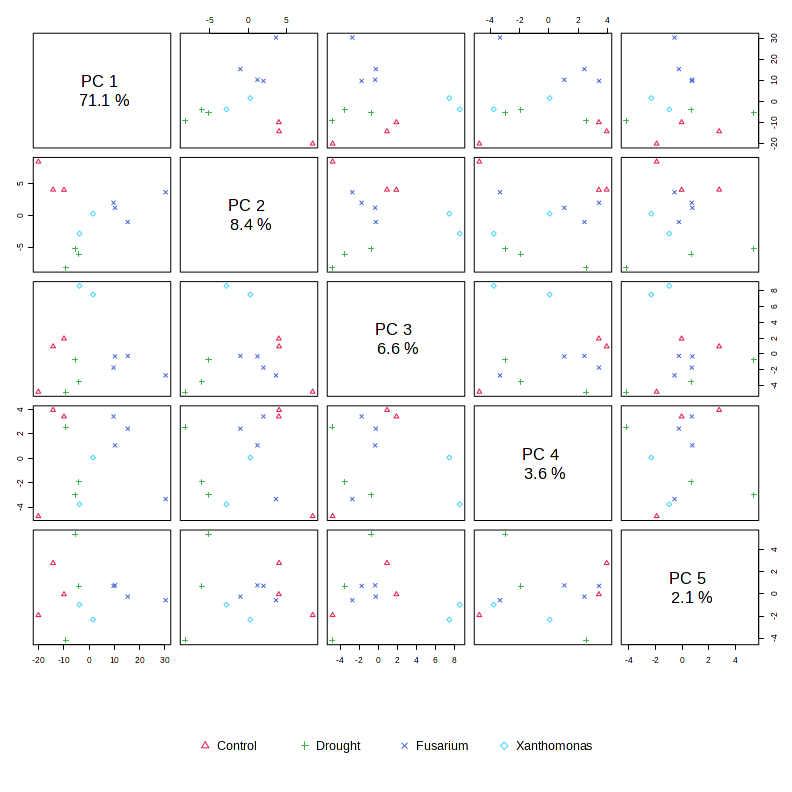 -5 0 5
-4 -2 0 2 4
PC 1
71.1 %
-20 -10 0 10 20 30
-5 0 5
PC 2
8.4 %
PC 3
6.6 %
-4 -2 0 2 4 6 8
-4 -2 0 2 4
PC 4
3.6 %
PC 5
2.1 %
-4 -2 0 2 4
-20 -10 0 10 20 30
-4 -2 0 2 4 6 8
-4 -2 0 2 4
Control Drought Fusarium Xanthomonas